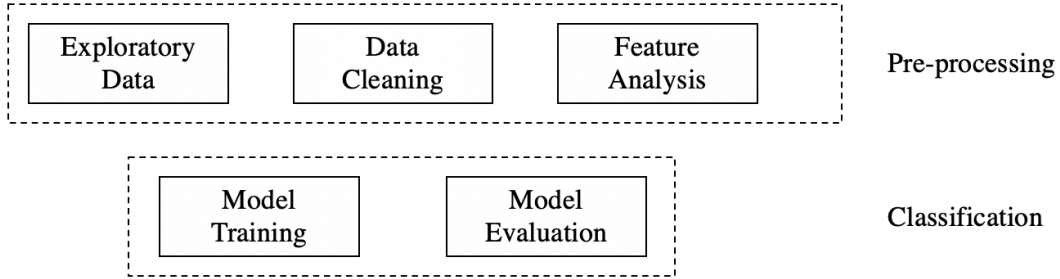 Exploratory
Data
Data
Cleaning
Feature
Analysis
Pre-processing
Model
Training
Model
Evaluation
Classification